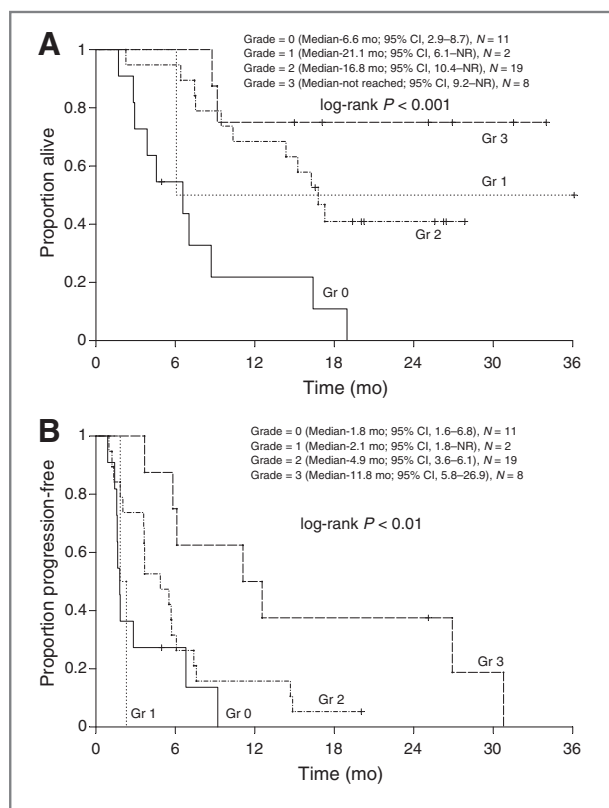 A
Grade = 0 (Median-6.6 mo; 95% CI, 2.9–8.7), N = 11
Grade = 1 (Median-21.1 mo; 6.1–NR), N = 2
Grade = 2 (Median-16.8 mo; 95% CI, 10.4–NR), N = 19
Grade = 3 (Median-not reached; 95% CI, 9.2–NR), N = 8
log-rank P < 0.001
Proportion alive
1
0.8
0.6
0.4
0.2
0
Gr 3
Gr 1
Gr 2
Gr 0
0 6 12 18 24 30 36
Time (mo)
B
Grade = 0 (Median-1.8 mo; 95% CI, 1.6–6.8), N = 11
Grade = 1 (Median-2.1 mo; 95% CI, 1.8–NR), N = 2
Grade = 2 (Median-4.9 mo; 95% CI, 3.6–6.1), N = 19
Grade = 3 (Median-11.8 mo; 95% CI, 5.8–26.9), N = 8
log-rank P < 0.01
Proportion progression-free
1
0.8
0.6
0.4
0.2
0
Gr 3
Gr 2
Gr 1
Gr 0
0 6 12 18 24 30 36
Time (mo)